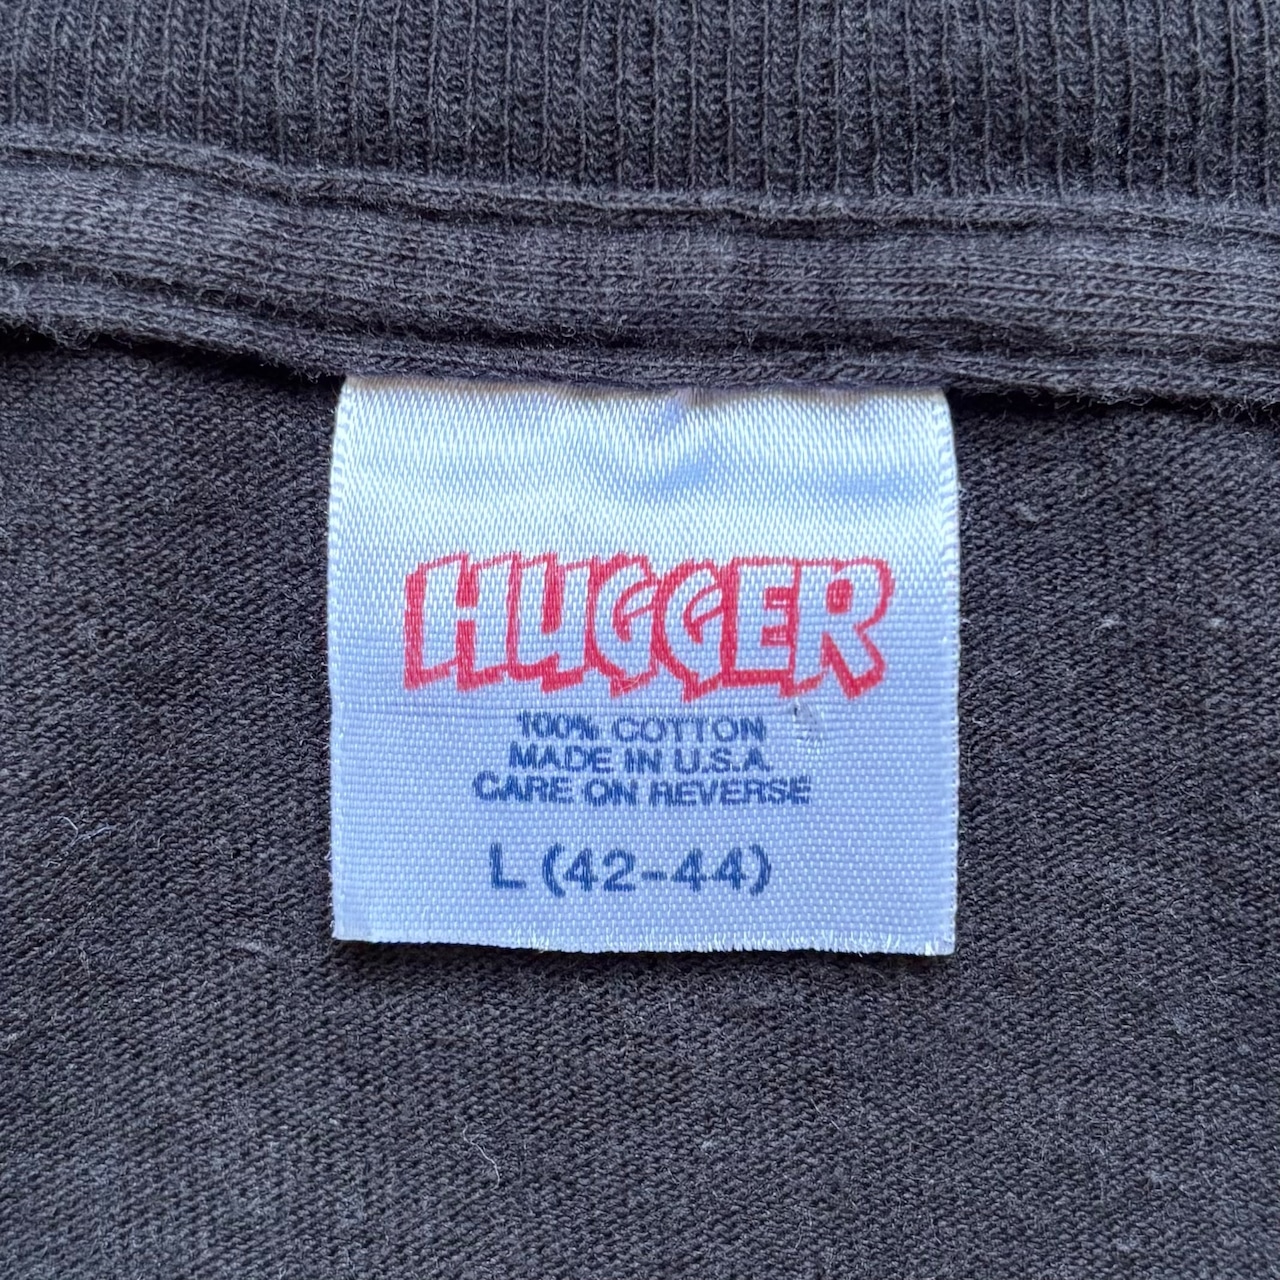 HUGGER
100% COTTON
MADE IN U.S.A.
CARE ON REVERSE
L (42-44)